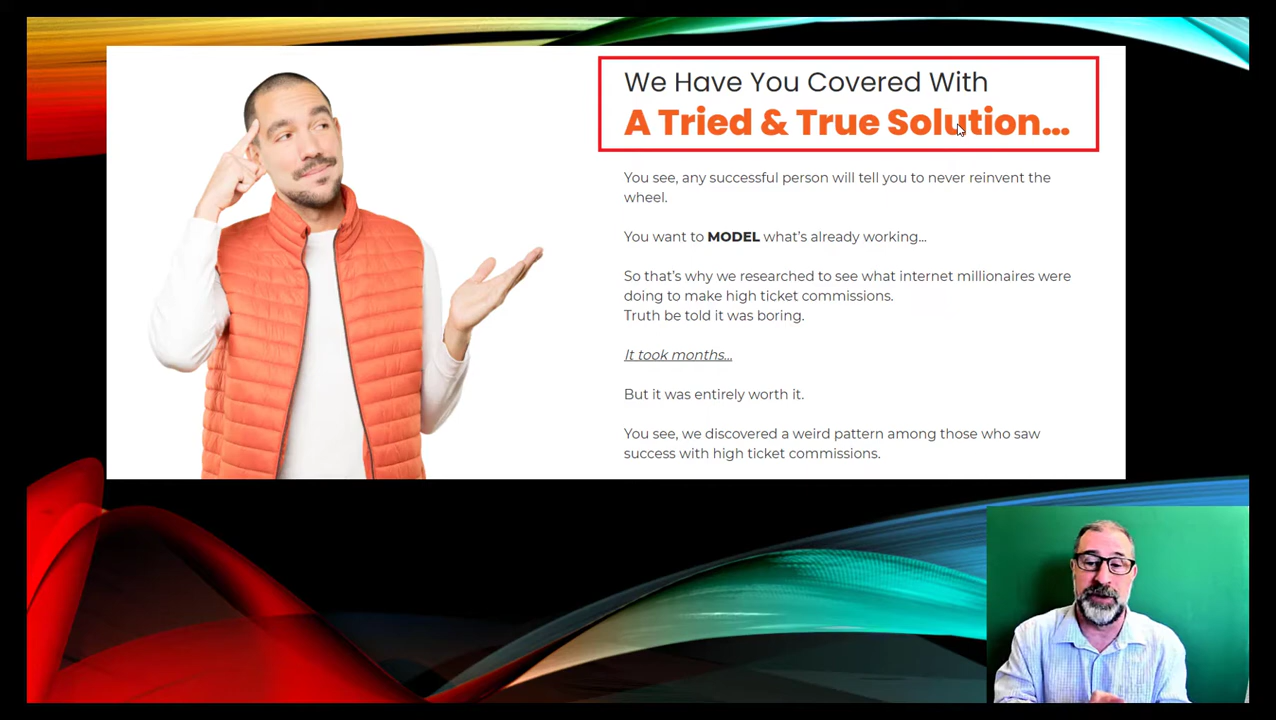 We Have You Covered With
A Tried & True Solution...
You see, any successful person will tell you to never reinvent the
wheel.
You want to MODEL what's already working...
So that's why we researched to see what internet millionaires were
doing to make high ticket commissions.
Truth be told it was boring.
It took months...
But it was entirely worth it.
You see, we discovered a weird pattern among those who saw
success with high ticket commissions.